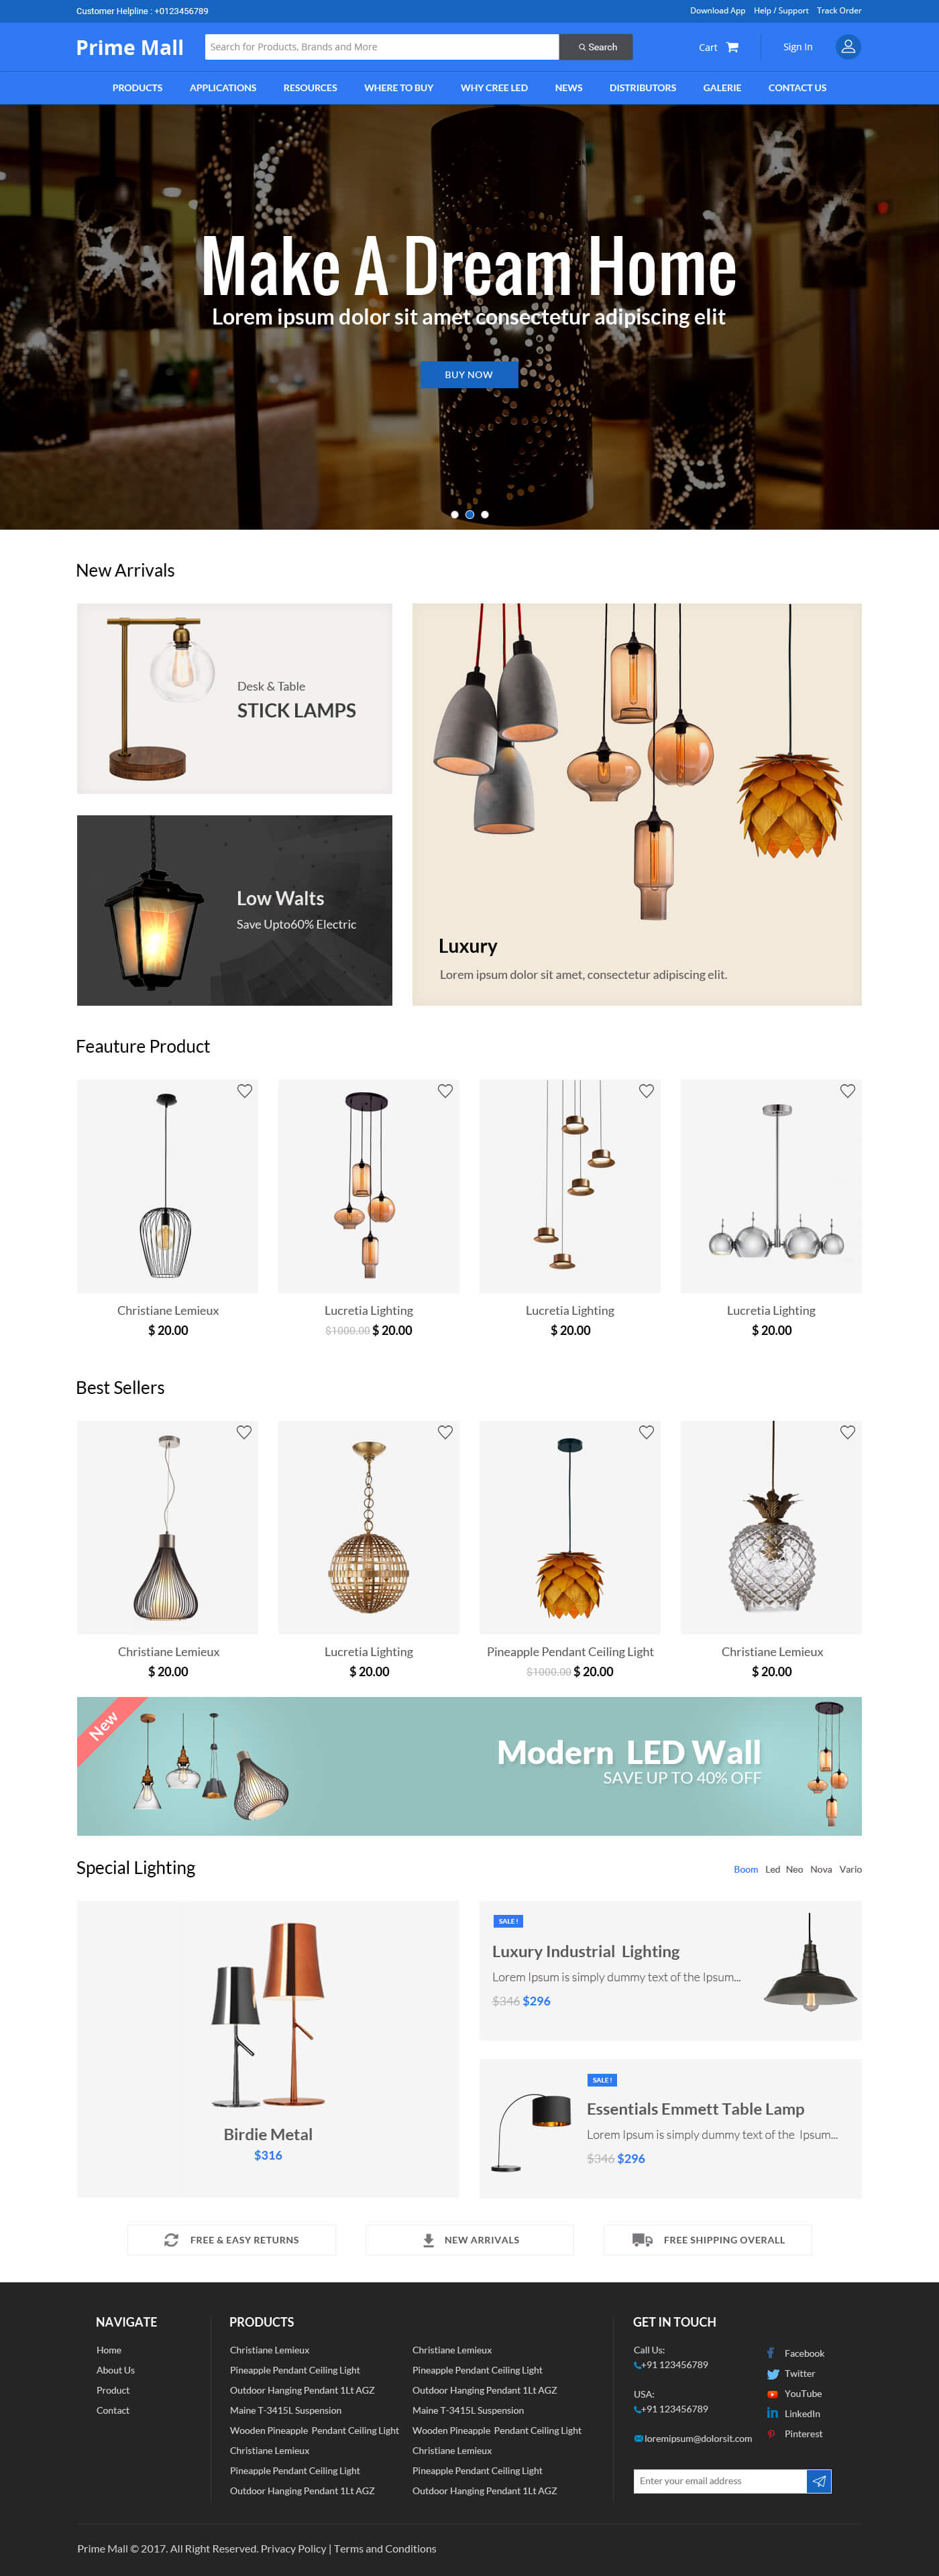 Customer Helpline : +0123456789
Download App Help / Support Track Order
Prime Mall
Search for Products, Brands and More
Search
Cart
Sign In
PRODUCTS APPLICATIONS RESOURCES WHERE TO BUY WHY CREE LED NEWS DISTRIBUTORS GALERIE CONTACT US
Make A Dream Home
Lorem ipsum dolor sit amet consectetur adipiscing elit
BUY NOW
New Arrivals
Desk & Table
STICK LAMPS
Low Walts
Save Upto60% Electric
Luxury
Lorem ipsum dolor sit amet, consectetur adipiscing elit.
Feauture Product
Christiane Lemieux
$ 20.00
Lucretia Lighting
$1000.00 $ 20.00
Lucretia Lighting
$ 20.00
Lucretia Lighting
$ 20.00
Best Sellers
Christiane Lemieux
$ 20.00
Lucretia Lighting
$ 20.00
Pineapple Pendant Ceiling Light
$1000.00 $ 20.00
Christiane Lemieux
$ 20.00
New
Modern LED Wall
SAVE UP TO 40% OFF
Special Lighting
Boom Led Neo Nova Vario
Birdie Metal
$316
SALE !
Luxury Industrial Lighting
Lorem Ipsum is simply dummy text of the Ipsum...
$346 $296
SALE !
Essentials Emmett Table Lamp
Lorem Ipsum is simply dummy text of the Ipsum...
$346 $296
FREE & EASY RETURNS
NEW ARRIVALS
FREE SHIPPING OVERALL
NAVIGATE
Home
About Us
Product
Contact
PRODUCTS
Christiane Lemieux
Pineapple Pendant Ceiling Light
Outdoor Hanging Pendant 1Lt AGZ
Maine T-3415L Suspension
Wooden Pineapple Pendant Ceiling Light
Christiane Lemieux
Pineapple Pendant Ceiling Light
Outdoor Hanging Pendant 1Lt AGZ
Christiane Lemieux
Pineapple Pendant Ceiling Light
Outdoor Hanging Pendant 1Lt AGZ
Maine T-3415L Suspension
Wooden Pineapple Pendant Ceiling Light
Christiane Lemieux
Pineapple Pendant Ceiling Light
Outdoor Hanging Pendant 1Lt AGZ
GET IN TOUCH
Call Us:
+91 123456789
USA:
+91 123456789
loremipsum@dolorsit.com
Facebook
Twitter
YouTube
LinkedIn
Pinterest
Enter your email address
Prime Mall © 2017. All Right Reserved. Privacy Policy | Terms and Conditions